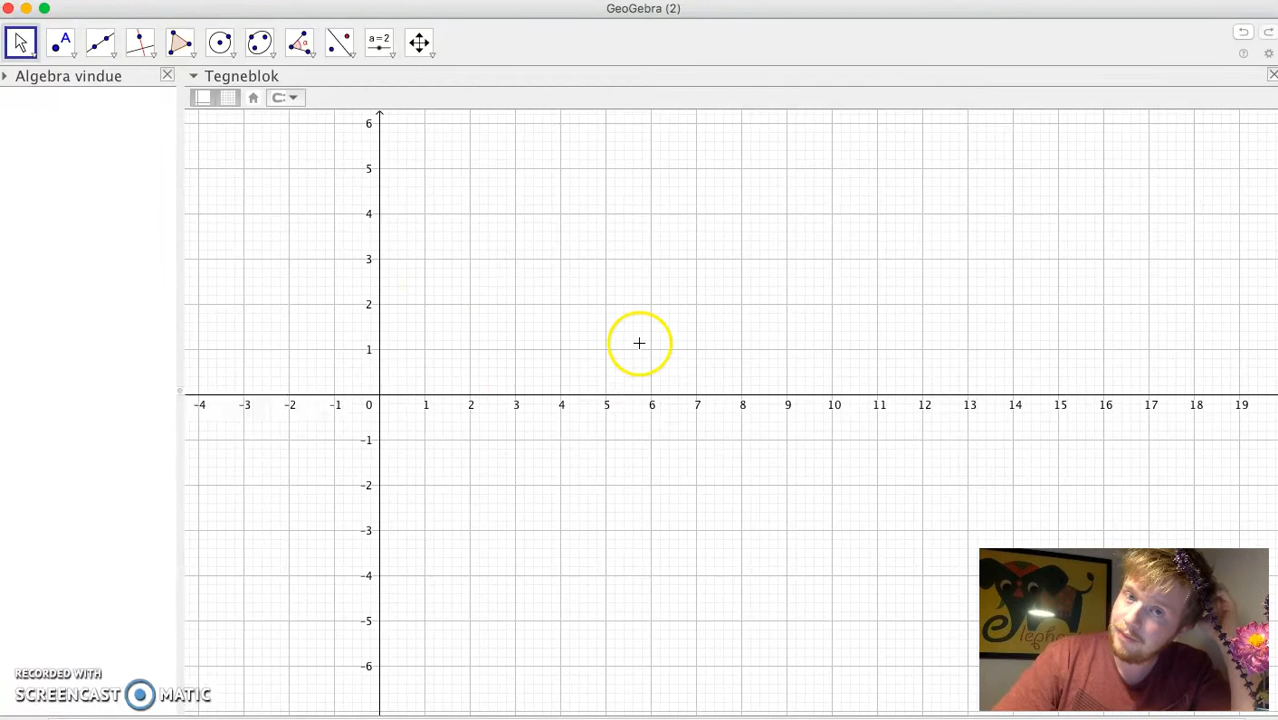 GeoGebra (2)
A
α
a=2
Algebra vindue
Tegneblok
6
5
4
3
2
1
-4 -3 -2 -1 0 1 2 3 4 5 6 7 8 9 10 11 12 13 14 15 16 17 18 19
-1
-2
-3
-4
-5
-6
elepha
RECORDED WITH
SCREENCAST MATIC